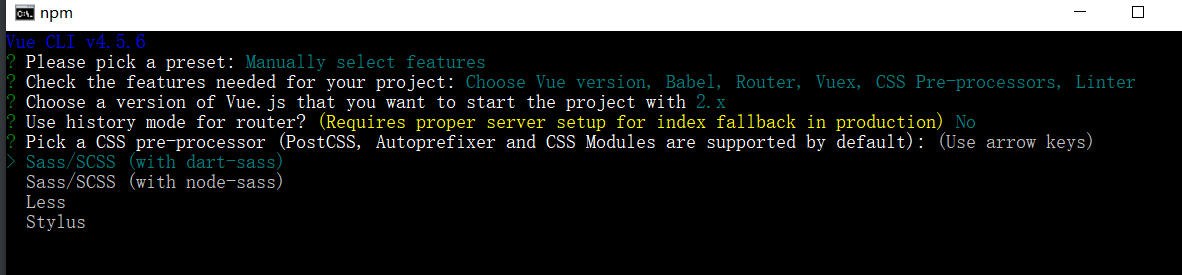 npm
Vue CLI v4.5.6
? Please pick a preset: Manually select features
? Check the features needed for your project: Choose Vue version, Babel, Router, Vuex, CSS Pre-processors, Linter
? Choose a version of Vue.js that you want to start the project with 2.x
? Use history mode for router? (Requires proper server setup for index fallback in production) No
? Pick a CSS pre-processor (PostCSS, Autoprefixer and CSS Modules are supported by default): (Use arrow keys)
> Sass/SCSS (with dart-sass)
Sass/SCSS (with node-sass)
Less
Stylus